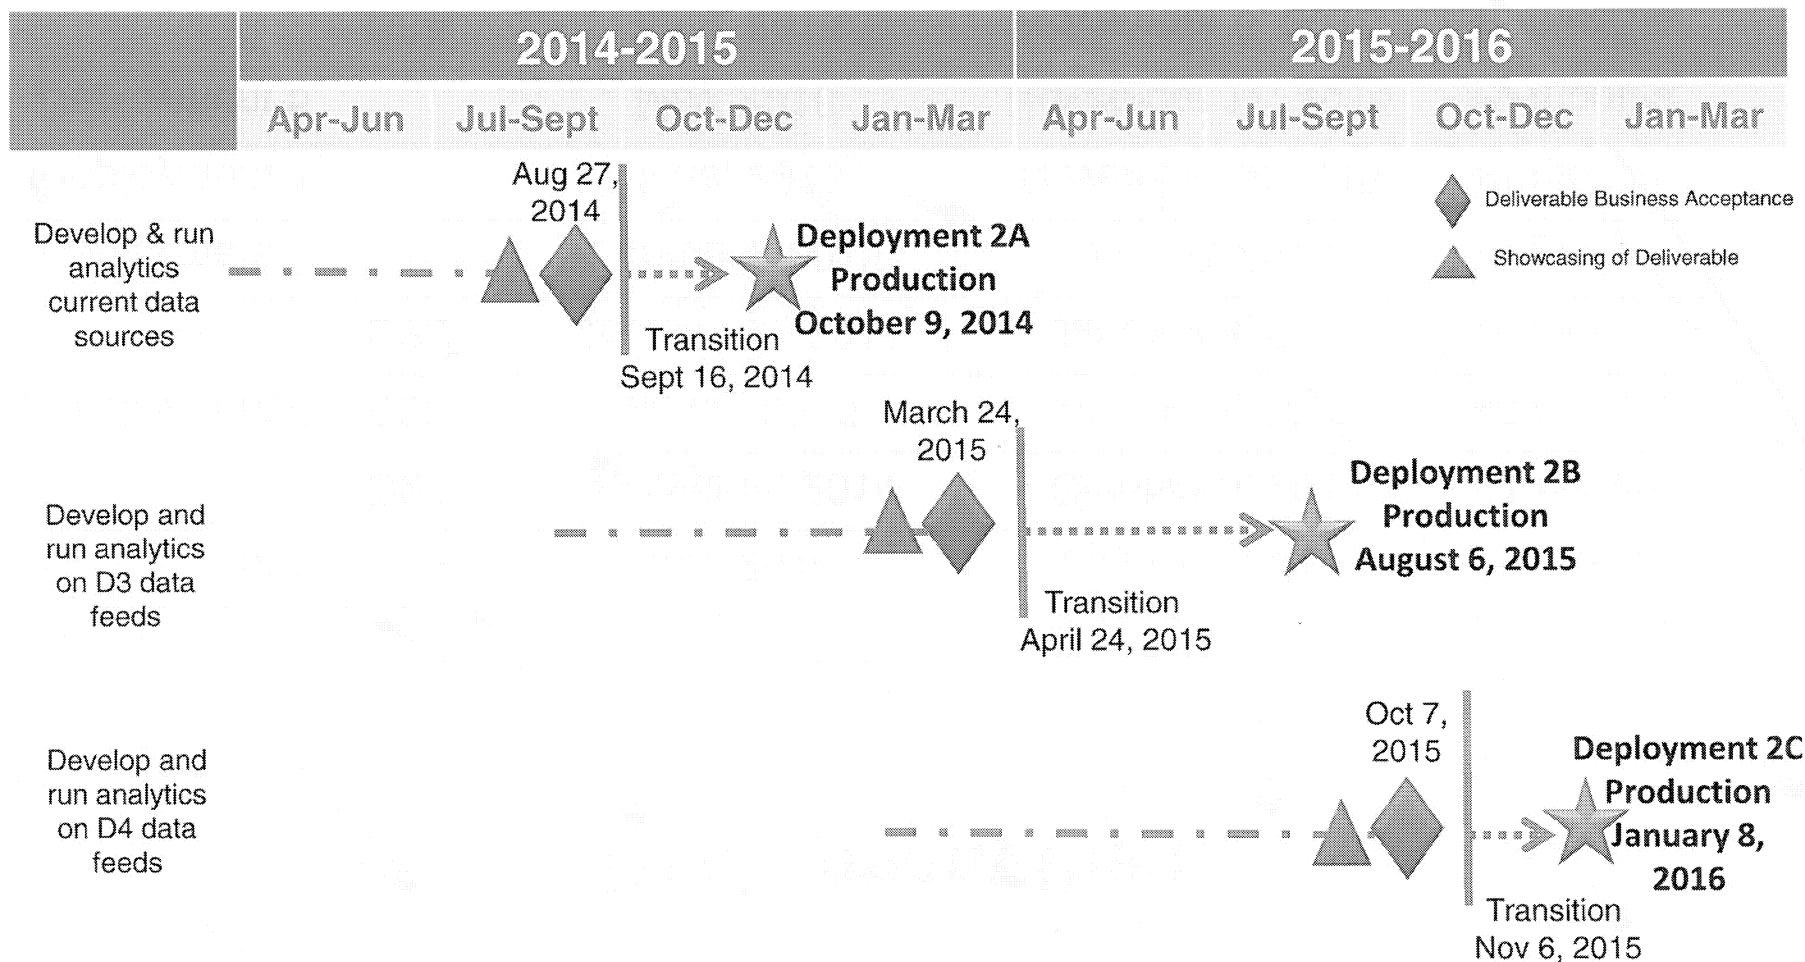 2014-2015
2015-2016
Apr-Jun
Jul-Sept
Oct-Dec
Jan-Mar
Apr-Jun
Jul-Sept
Oct-Dec
Jan-Mar
Deliverable Business Acceptance
Showcasing of Deliverable
Develop & run
analytics
current data
sources
Aug 27,
2014
Transition
Sept 16, 2014
Deployment 2A
Production
October 9, 2014
Develop and
run analytics
on D3 data
feeds
March 24,
2015
Transition
April 24, 2015
Deployment 2B
Production
August 6, 2015
Develop and
run analytics
on D4 data
feeds
Oct 7,
2015
Transition
Nov 6, 2015
Deployment 2C
Production
January 8,
2016